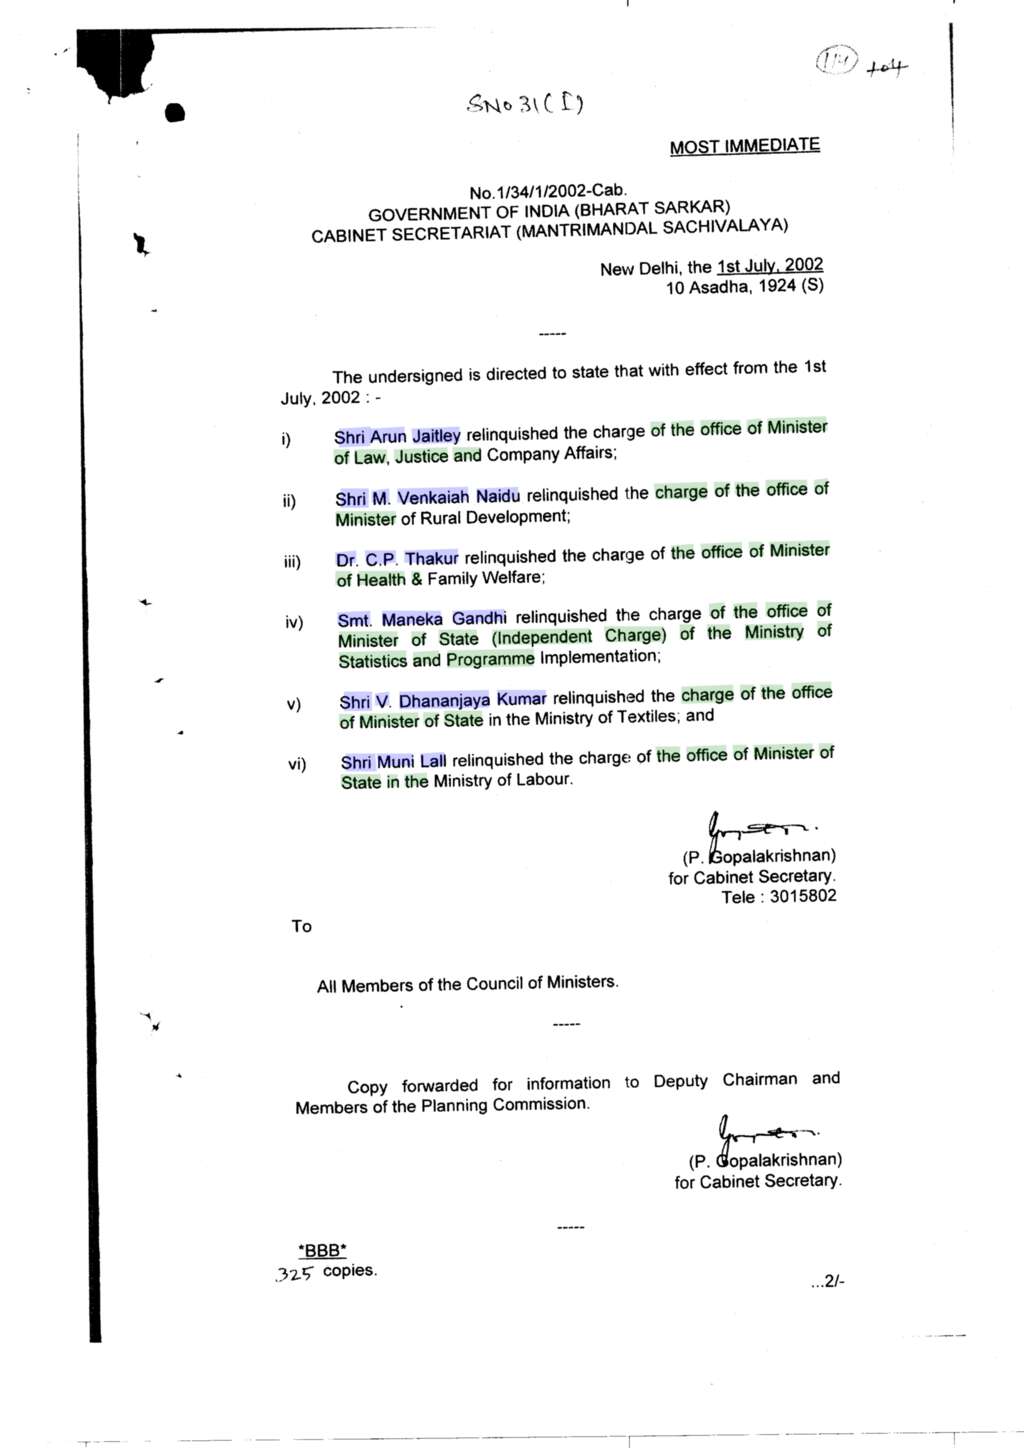 104
SNo 31(I)
MOST IMMEDIATE
No.1/34/1/2002-Cab.
GOVERNMENT OF INDIA (BHARAT SARKAR)
CABINET SECRETARIAT (MANTRIMANDAL SACHIVALAYA)
New Delhi, the 1st July, 2002
10 Asadha, 1924 (S)
-----
The undersigned is directed to state that with effect from the 1st
July, 2002 : -
i) Shri Arun Jaitley relinquished the charge of the office of Minister
of Law, Justice and Company Affairs;
ii) Shri M. Venkaiah Naidu relinquished the charge of the office of
Minister of Rural Development;
iii) Dr. C.P. Thakur relinquished the charge of the office of Minister
of Health & Family Welfare;
iv) Smt. Maneka Gandhi relinquished the charge of the office of
Minister of State (Independent Charge) of the Ministry of
Statistics and Programme Implementation;
v) Shri V. Dhananjaya Kumar relinquished the charge of the office
of Minister of State in the Ministry of Textiles; and
vi) Shri Muni Lall relinquished the charge of the office of Minister of
State in the Ministry of Labour.
(P. Gopalakrishnan)
for Cabinet Secretary.
Tele : 3015802
To
All Members of the Council of Ministers.
-----
Copy forwarded for information to Deputy Chairman and
Members of the Planning Commission.
(P. Gopalakrishnan)
for Cabinet Secretary.
-----
*BBB*
325 copies.
...2/-